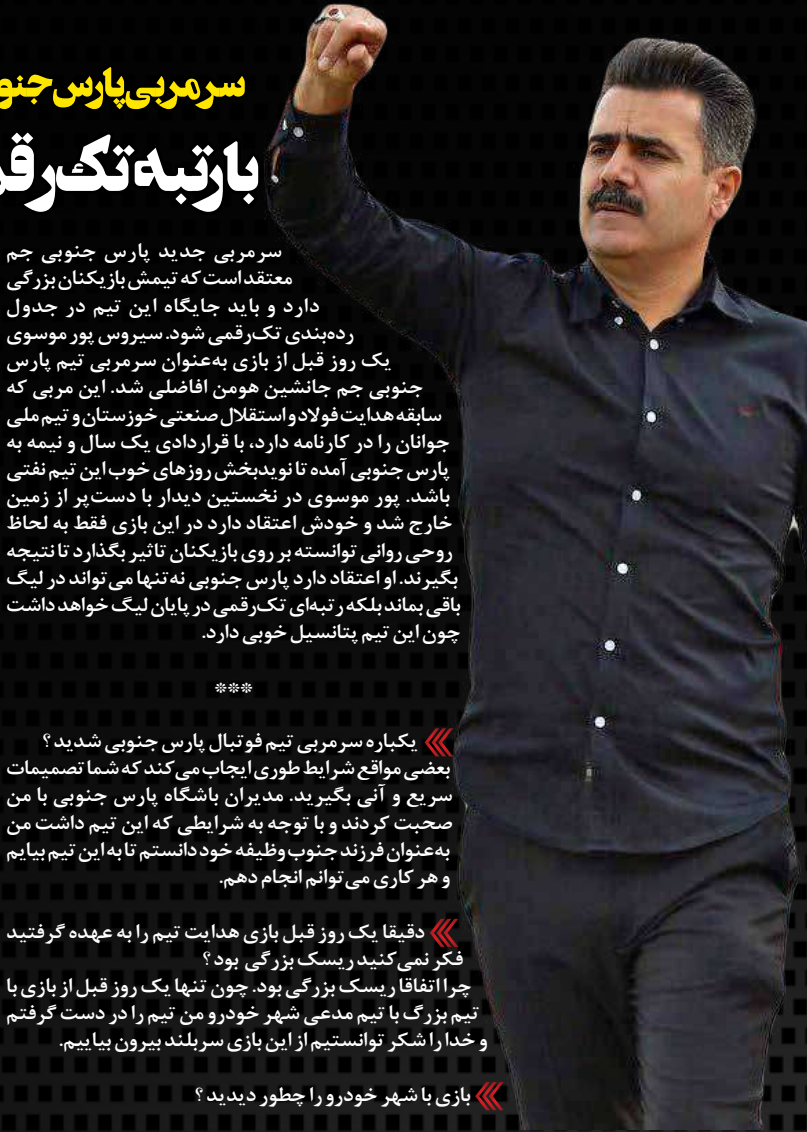 سرمربی پارس جنو
با رتبه تک‌رق
سرمربی جدید پارس جنوبی جم
معتقد است که تیمش بازیکنان بزرگی
دارد و باید جایگاه این تیم در جدول
رده‌بندی تک‌رقمی شود. سیروس پور موسوی
یک روز قبل از بازی به‌عنوان سرمربی تیم پارس
جنوبی جم جانشین هومن افاضلی شد. این مربی که
سابقه هدایت فولاد و استقلال صنعتی خوزستان و تیم ملی
جوانان را در کارنامه دارد، با قراردادی یک سال و نیمه به
پارس جنوبی آمده تا نویدبخش روزهای خوب این تیم نفتی
باشد. پور موسوی در نخستین دیدار با دست‌پر از زمین
خارج شد و خودش اعتقاد دارد در این بازی فقط به لحاظ
روحی روانی توانسته بر روی بازیکنان تاثیر بگذارد تا نتیجه
بگیرند. او اعتقاد دارد پارس جنوبی نه‌تنها می‌تواند در لیگ
باقی بماند بلکه رتبه‌ای تک‌رقمی در پایان لیگ خواهد داشت
چون این تیم پتانسیل خوبی دارد.
***
یکباره سرمربی تیم فوتبال پارس جنوبی شدید؟
بعضی مواقع شرایط طوری ایجاب می‌کند که شما تصمیمات
سریع و آنی بگیرید. مدیران باشگاه پارس جنوبی با من
صحبت کردند و با توجه به شرایطی که این تیم داشت من
به‌عنوان فرزند جنوب وظیفه خود دانستم تا به این تیم بیایم
و هر کاری می‌توانم انجام دهم.
دقیقا یک روز قبل بازی هدایت تیم را به عهده گرفتید
فکر نمی‌کنید ریسک بزرگی بود؟
چرا اتفاقا ریسک بزرگی بود. چون تنها یک روز قبل از بازی با
تیم بزرگ با تیم مدعی شهر خودرو من تیم را در دست گرفتم
و خدا را شکر توانستیم از این بازی سربلند بیرون بیاییم.
بازی با شهر خودرو را چطور دیدید؟